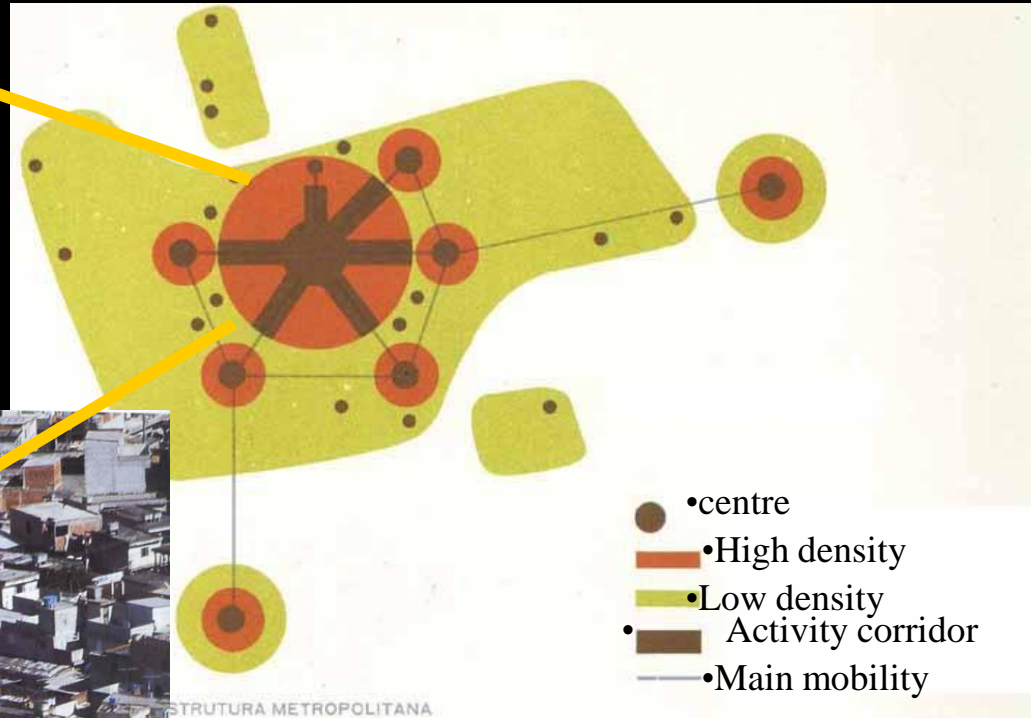 •centre
•High density
•Low density
• Activity corridor
•Main mobility
STRUTURA METROPOLITANA